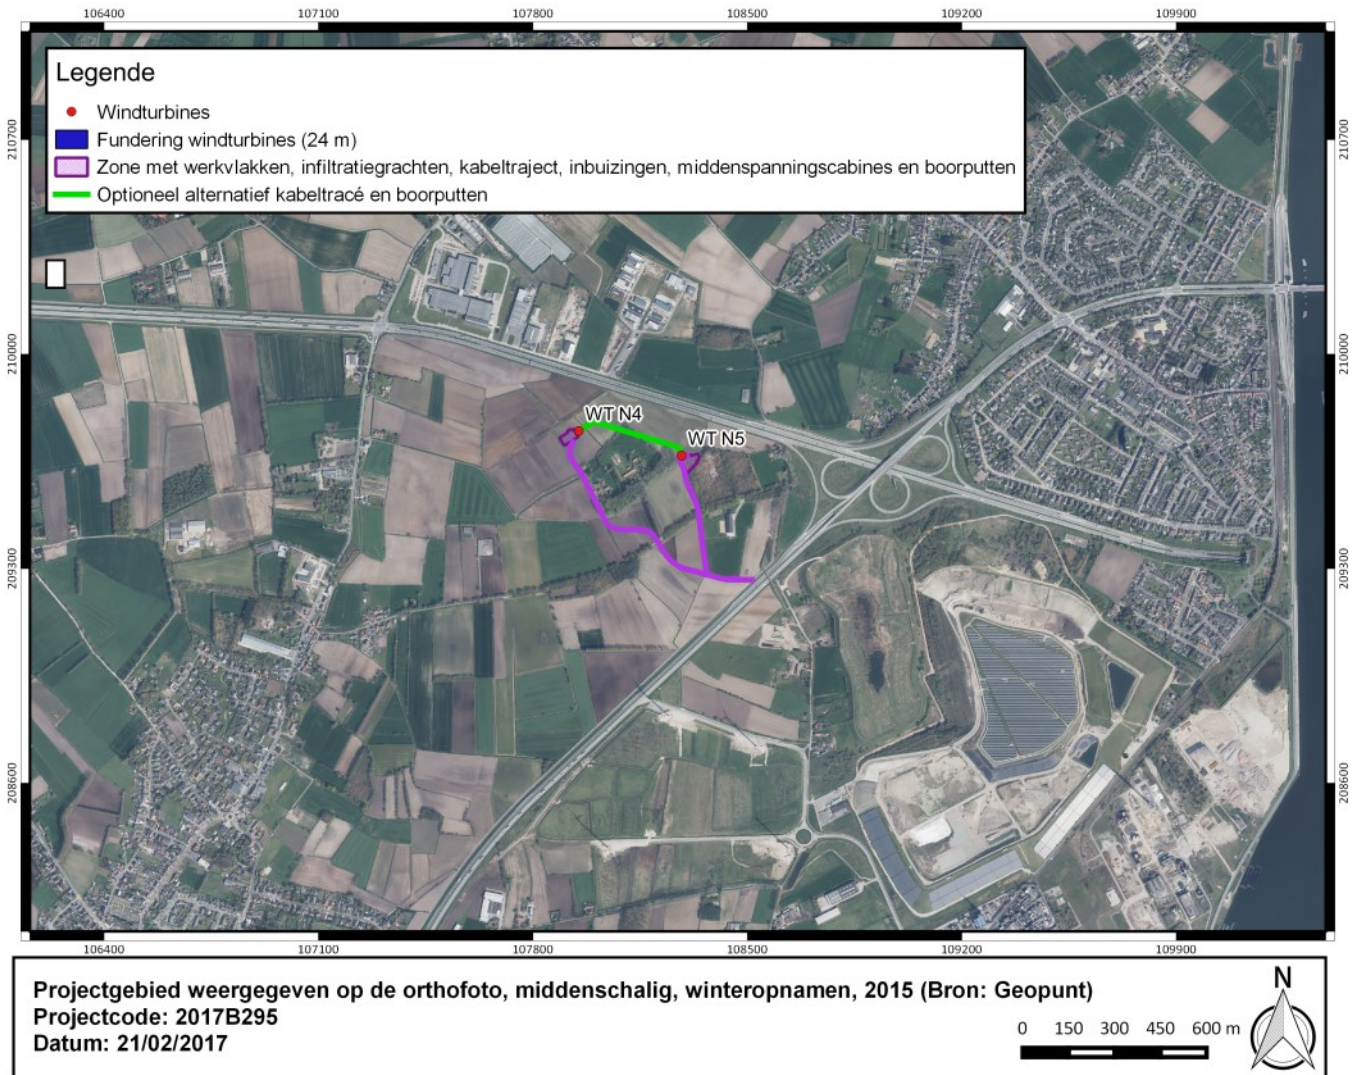 106400 107100 107800 108500 109200 109900
Legende
Windturbines
Fundering windturbines (24 m)
Zone met werkvlakken, infiltratiegrachten, kabeltraject, inbuizingen, middenspanningscabines en boorputten
Optioneel alternatief kabeltracé en boorputten
210700 210700
210000 210000
WT N4
WT N5
209300 209300
208600 208600
106400 107100 107800 108500 109200 109900
Projectgebied weergegeven op de orthofoto, middenschalig, winteropnamen, 2015 (Bron: Geopunt)
Projectcode: 2017B295
Datum: 21/02/2017
0 150 300 450 600 m
N